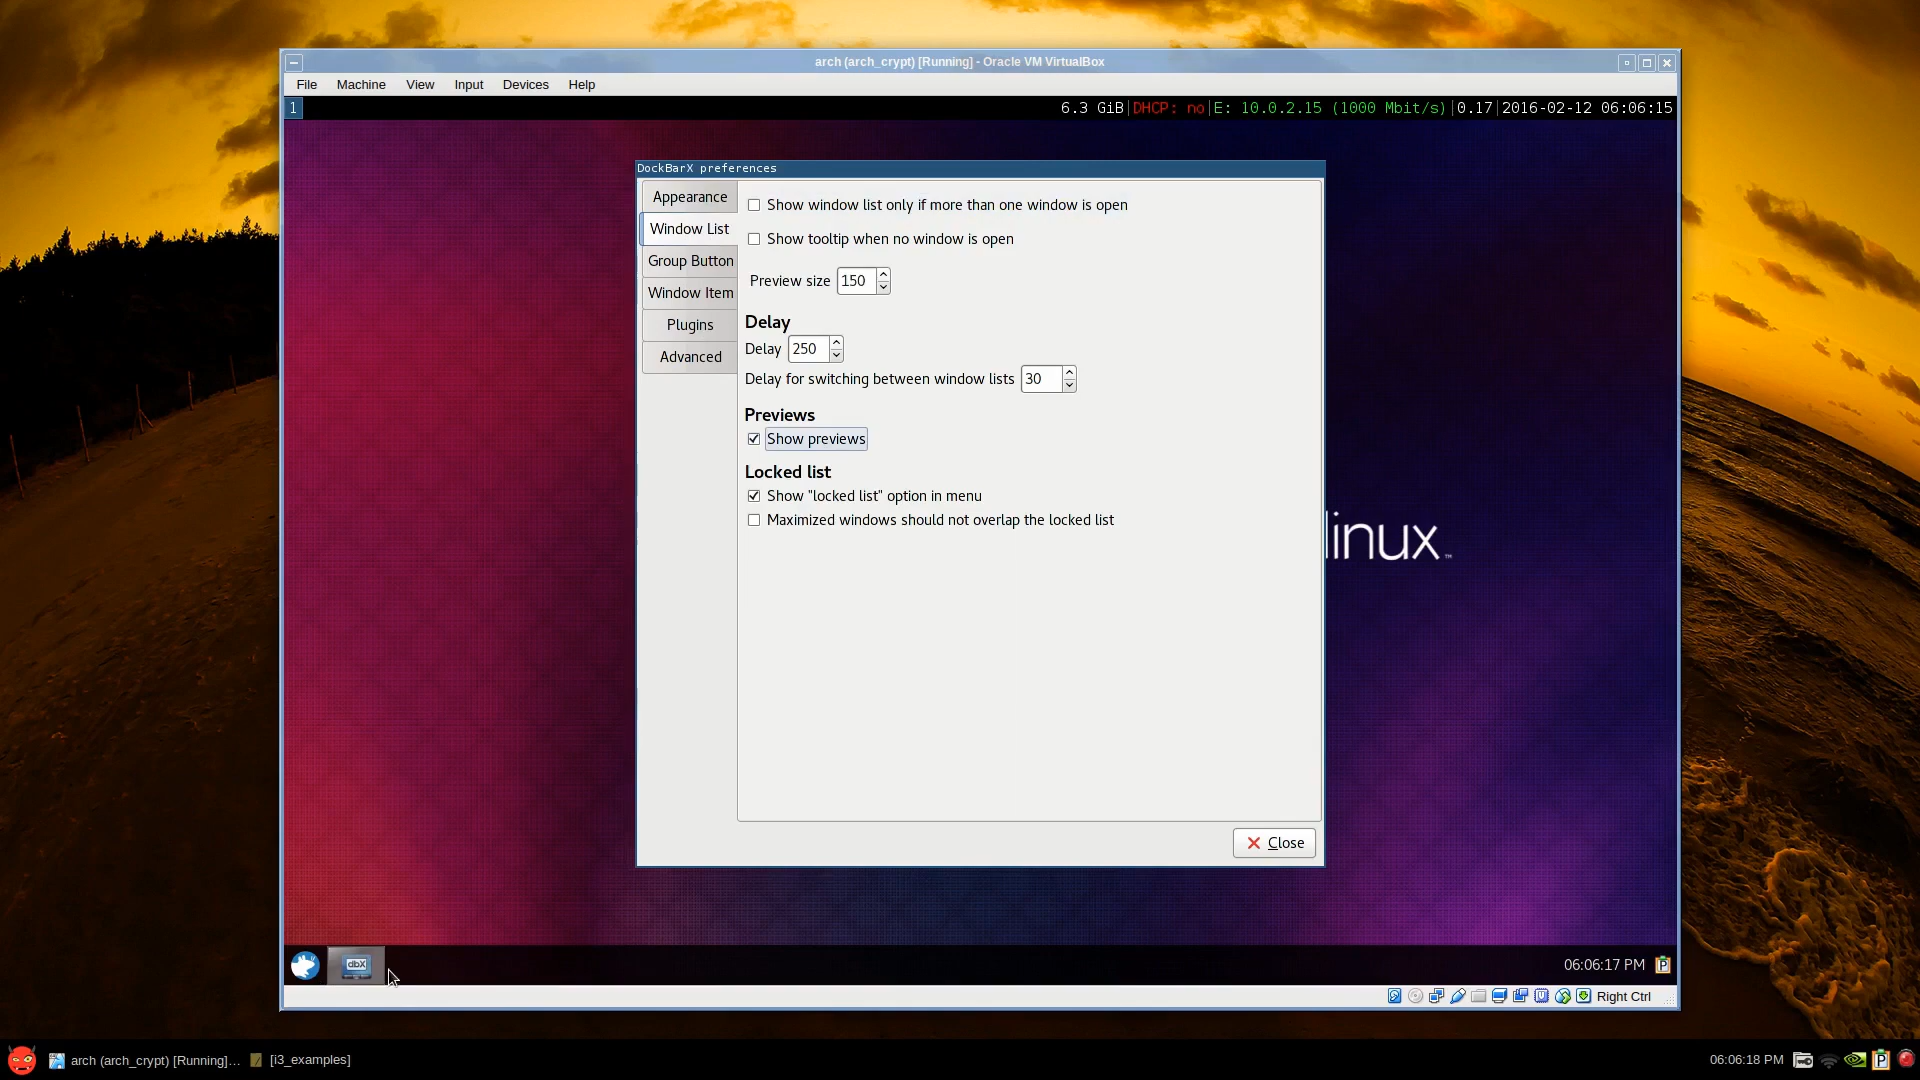 arch (arch_crypt) [Running] - Oracle VM VirtualBox
File Machine View Input Devices Help
1 6.3 GiB|DHCP: no|E: 10.0.2.15 (1000 Mbit/s)|0.17|2016-02-12 06:06:15
DockBarX preferences
Appearance
Window List
Group Button
Window Item
Plugins
Advanced
Show window list only if more than one window is open
Show tooltip when no window is open
Preview size 150
Delay
Delay 250
Delay for switching between window lists 30
Previews
Show previews
Locked list
Show "locked list" option in menu
Maximized windows should not overlap the locked list
linux™
Close
dbX 06:06:17 PM P
Right Ctrl
arch (arch_crypt) [Running]... [i3_examples] 06:06:18 PM P